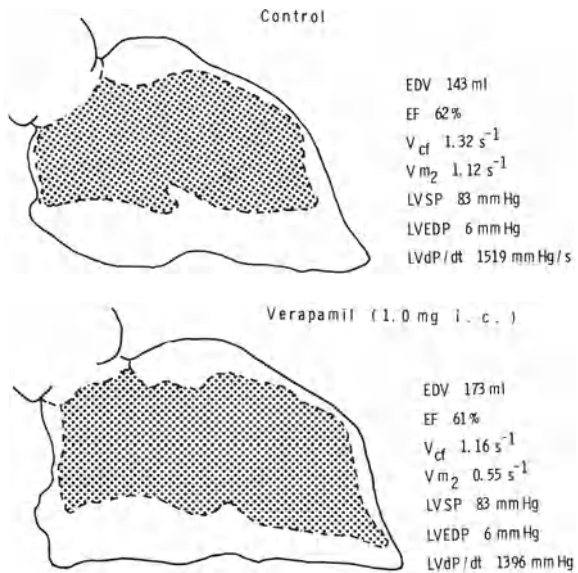 Control
EDV 143 ml
EF 62%
Vcf 1.32 s⁻¹
Vm₂ 1.12 s⁻¹
LVSP 83 mmHg
LVEDP 6 mmHg
LVdP/dt 1519 mmHg/s
Verapamil (1.0 mg i.c.)
EDV 173 ml
EF 61%
Vcf 1.16 s⁻¹
Vm₂ 0.55 s⁻¹
LVSP 83 mmHg
LVEDP 6 mmHg
LVdP/dt 1396 mmHg/s